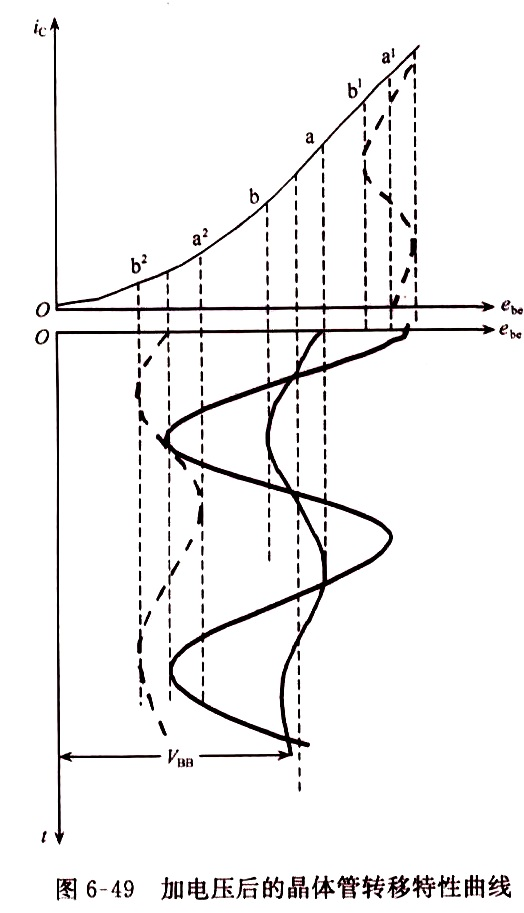 i_C
a¹
b¹
a
b
a²
b²
O
e_be
O
e_be
V_BB
t
图 6-49 加电压后的晶体管转移特性曲线